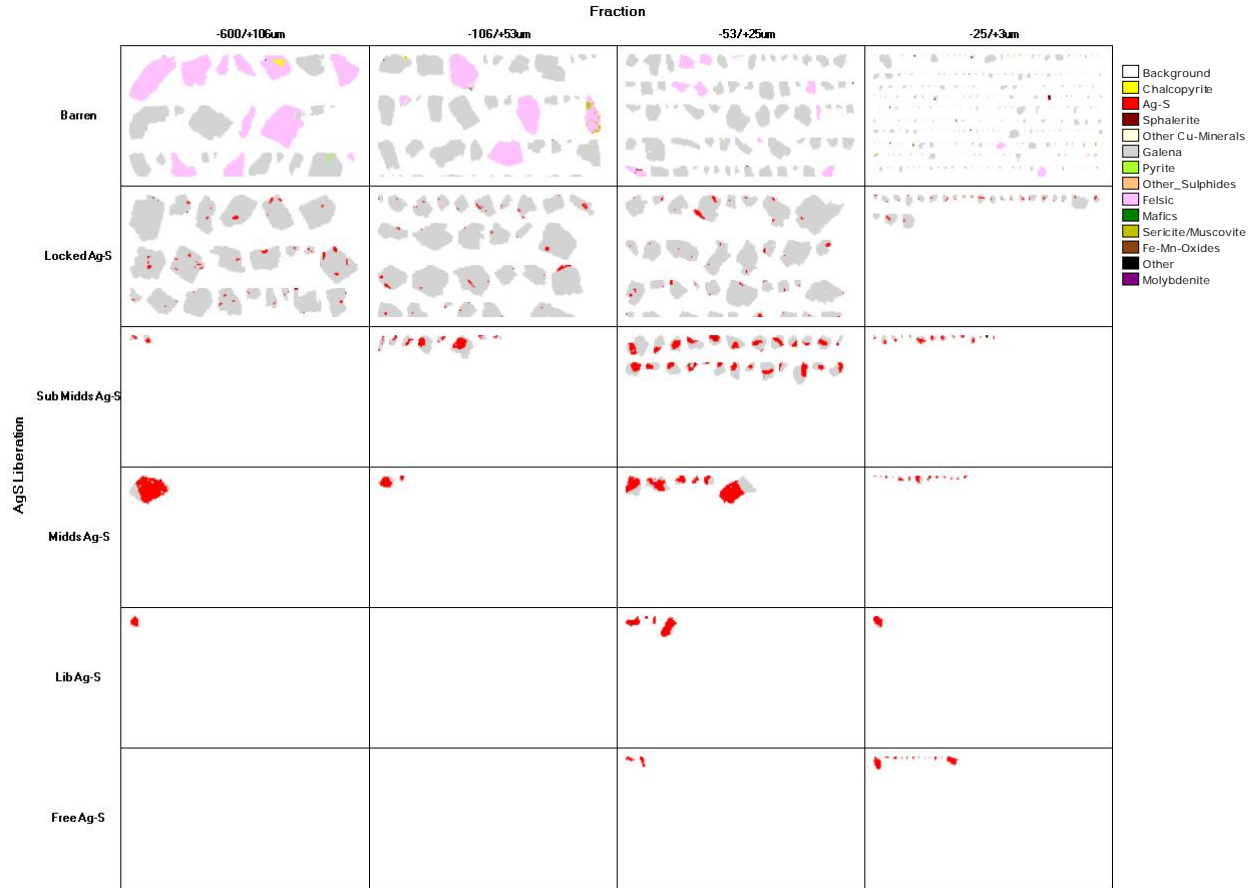 Fraction
-600/+106um
-106/+53um
-53/+25um
-25/+3um
Barren
Locked Ag-S
Sub Midds Ag-S
Midds Ag-S
Lib Ag-S
Free Ag-S
AgS Liberation
Background
Chalcopyrite
Ag-S
Sphalerite
Other Cu-Minerals
Galena
Pyrite
Other_Sulphides
Felsic
Mafics
Sericite/Muscovite
Fe-Mn-Oxides
Other
Molybdenite